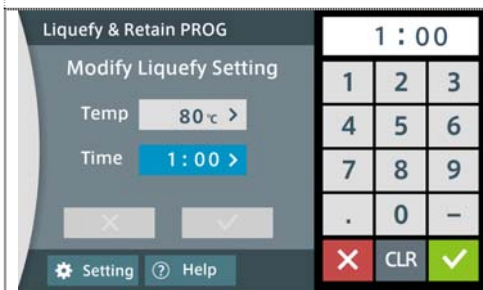 Liquefy & Retain PROG
Modify Liquefy Setting
Temp 80℃ >
Time 1:00 >
Setting ? Help
1:00
1 2 3
4 5 6
7 8 9
. 0 -
CLR